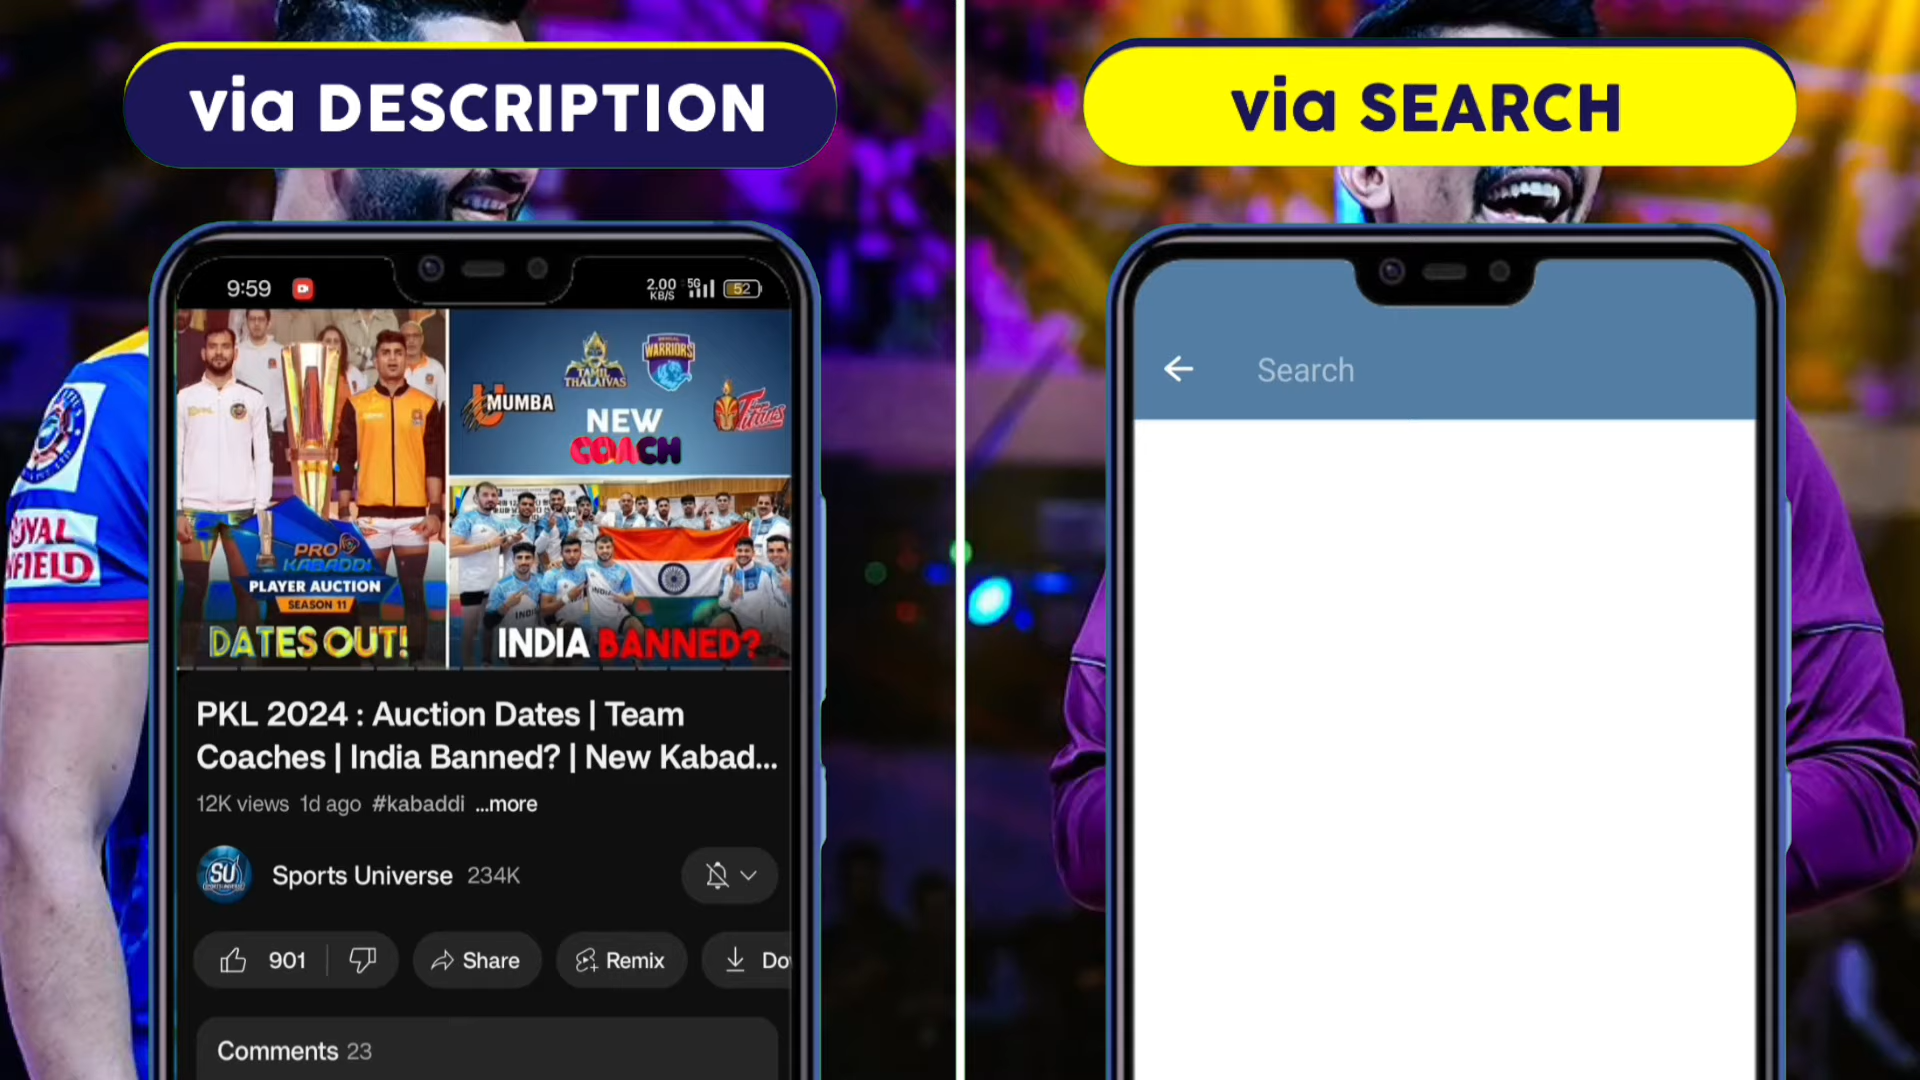 via DESCRIPTION
via SEARCH
9:59
2.00
KB/S
5G
52
U MUMBA
TAMIL
THALAIVAS
WARRIORS
Titans
NEW
COACH
PRO
KABADDI
PLAYER AUCTION
SEASON 11
DATES OUT!
INDIA BANNED?
PKL 2024 : Auction Dates | Team
Coaches | India Banned? | New Kabad...
12K views 1d ago #kabaddi ...more
SU
Sports Universe 234K
901
Share
Remix
Do
Comments 23
Search